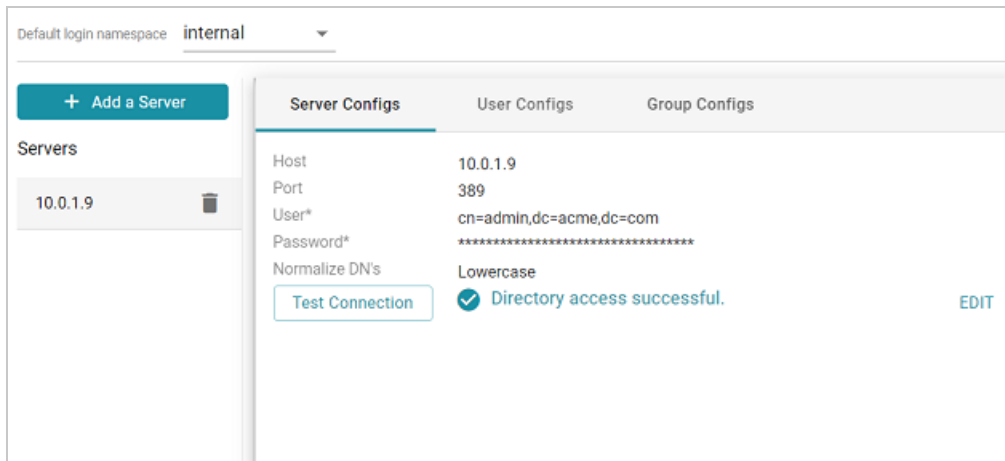 Default login namespace internal
+ Add a Server
Servers
10.0.1.9
Server Configs User Configs Group Configs
Host 10.0.1.9
Port 389
User* cn=admin,dc=acme,dc=com
Password* **********************************
Normalize DN's Lowercase
Test Connection Directory access successful. EDIT